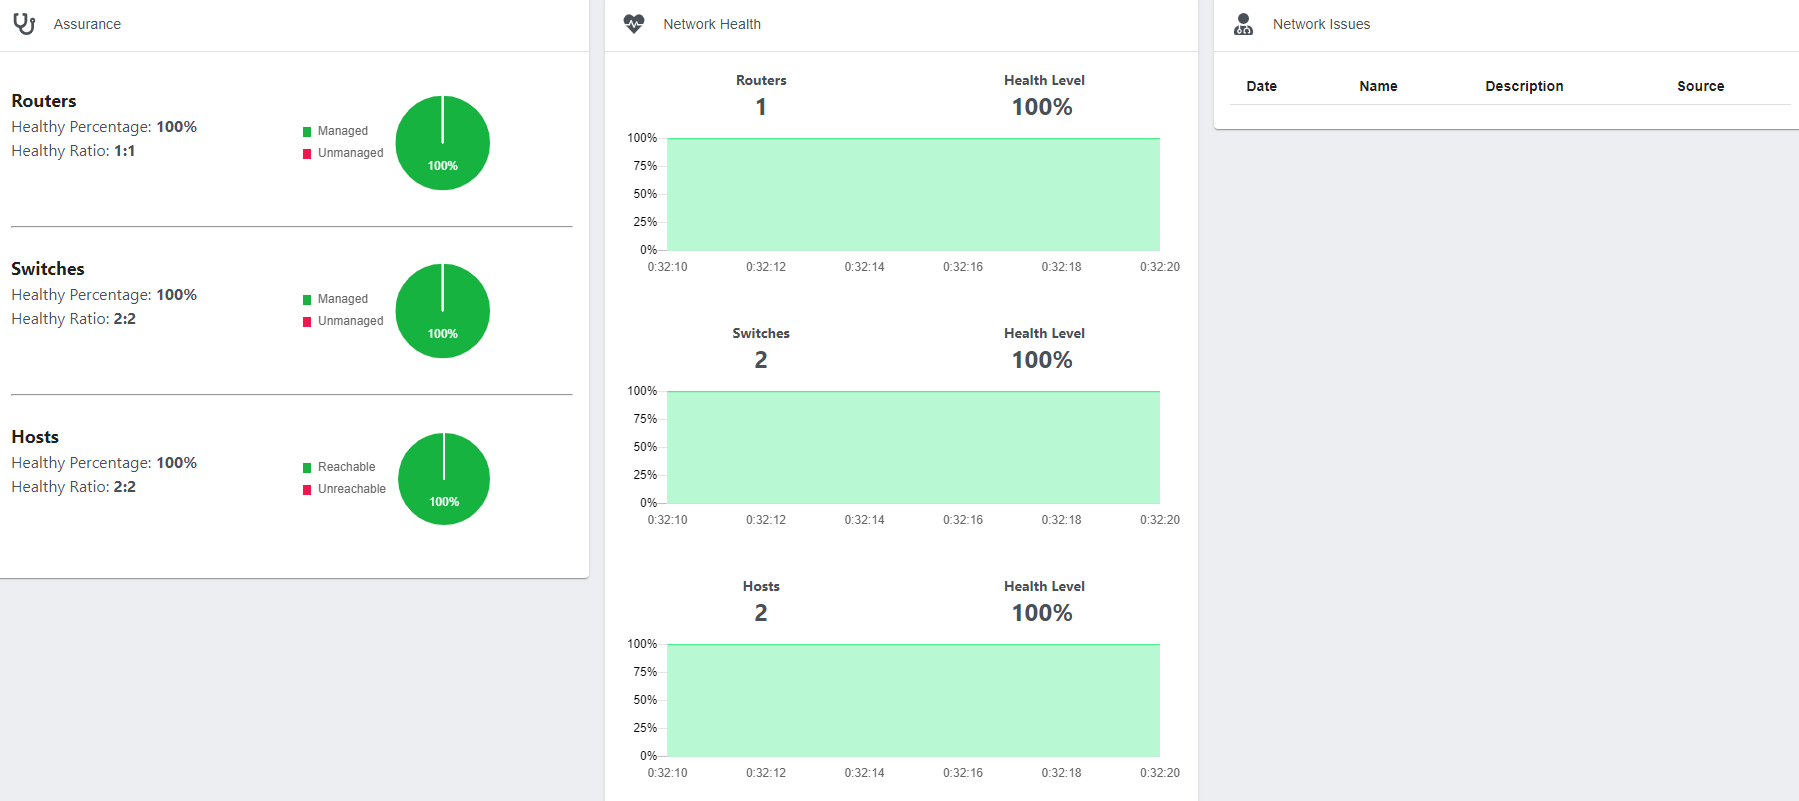 Assurance
Routers
Healthy Percentage: 100%
Healthy Ratio: 1:1
Managed
Unmanaged
100%
Switches
Healthy Percentage: 100%
Healthy Ratio: 2:2
Managed
Unmanaged
100%
Hosts
Healthy Percentage: 100%
Healthy Ratio: 2:2
Reachable
Unreachable
100%
Network Health
Routers Health Level
1 100%
100%
75%
50%
25%
0%
0:32:10 0:32:12 0:32:14 0:32:16 0:32:18 0:32:20
Switches Health Level
2 100%
100%
75%
50%
25%
0%
0:32:10 0:32:12 0:32:14 0:32:16 0:32:18 0:32:20
Hosts Health Level
2 100%
100%
75%
50%
25%
0%
0:32:10 0:32:12 0:32:14 0:32:16 0:32:18 0:32:20
Network Issues
Date Name Description Source